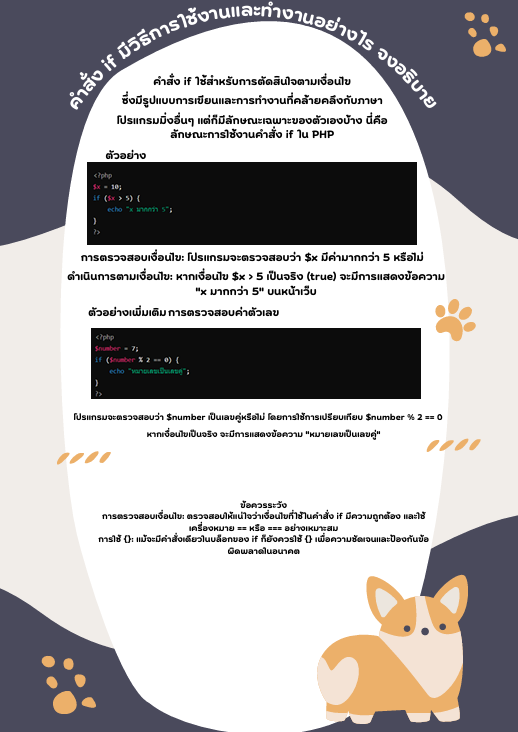 คำสั่ง if มีวิธีการใช้งานและทำงานอย่างไร จงอธิบาย
คำสั่ง if ใช้สำหรับการตัดสินใจตามเงื่อนไข
ซึ่งมีรูปแบบการเขียนและการทำงานที่คล้ายคลึงกับภาษา
โปรแกรมมิ่งอื่นๆ แต่ก็มีลักษณะเฉพาะของตัวเองบ้าง นี่คือ
ลักษณะการใช้งานคำสั่ง if ใน PHP
ตัวอย่าง
<?php
$x = 10;
if ($x > 5) {
echo "x มากกว่า 5";
}
?>
การตรวจสอบเงื่อนไข: โปรแกรมจะตรวจสอบว่า $x มีค่ามากกว่า 5 หรือไม่
ดำเนินการตามเงื่อนไข: หากเงื่อนไข $x > 5 เป็นจริง (true) จะมีการแสดงข้อความ
"x มากกว่า 5" บนหน้าเว็บ
ตัวอย่างเพิ่มเติม การตรวจสอบค่าตัวเลข
<?php
$number = 7;
if ($number % 2 == 0) {
echo "หมายเลขเป็นเลขคู่";
}
?>
โปรแกรมจะตรวจสอบว่า $number เป็นเลขคู่หรือไม่ โดยการใช้การเปรียบเทียบ $number % 2 == 0
หากเงื่อนไขเป็นจริง จะมีการแสดงข้อความ "หมายเลขเป็นเลขคู่"
ข้อควรระวัง
การตรวจสอบเงื่อนไข: ตรวจสอบให้แน่ใจว่าเงื่อนไขที่ใช้ในคำสั่ง if มีความถูกต้อง และใช้
เครื่องหมาย == หรือ === อย่างเหมาะสม
การใช้ {}: แม้จะมีคำสั่งเดียวในบล็อกของ if ก็ยังควรใช้ {} เพื่อความชัดเจนและป้องกันข้อ
ผิดพลาดในอนาคต